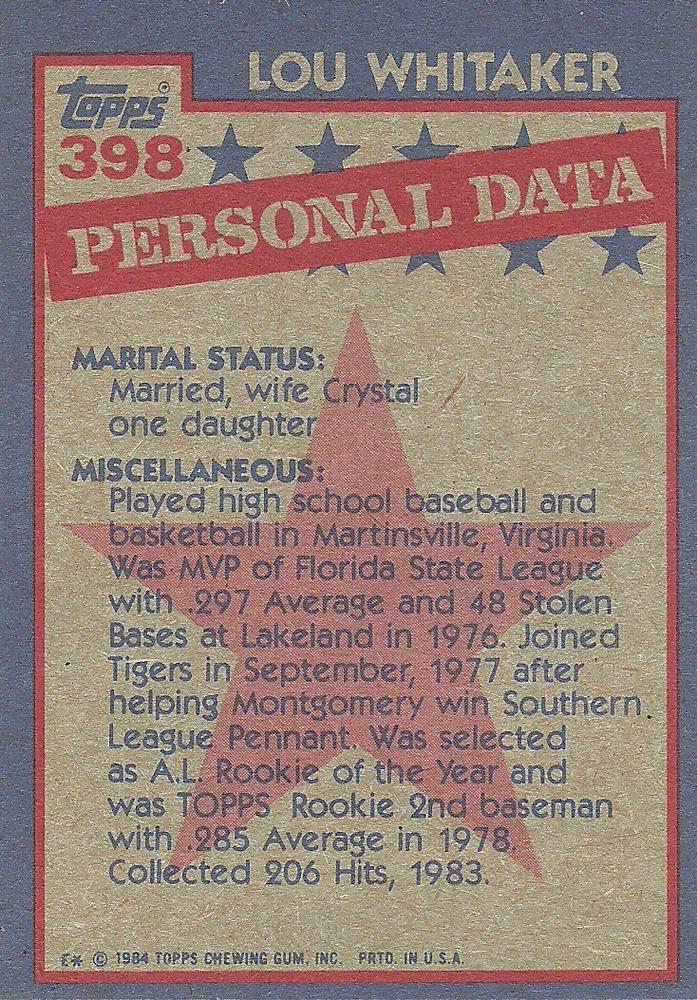 LOU WHITAKER
Topps®
398
PERSONAL DATA
MARITAL STATUS:
Married, wife Crystal
one daughter
MISCELLANEOUS:
Played high school baseball and
basketball in Martinsville, Virginia.
Was MVP of Florida State League
with .297 Average and 48 Stolen
Bases at Lakeland in 1976. Joined
Tigers in September, 1977 after
helping Montgomery win Southern
League Pennant. Was selected
as A.L. Rookie of the Year and
was TOPPS Rookie 2nd baseman
with .285 Average in 1978.
Collected 206 Hits, 1983.
E* © 1984 TOPPS CHEWING GUM, INC. PRTD. IN U.S.A.